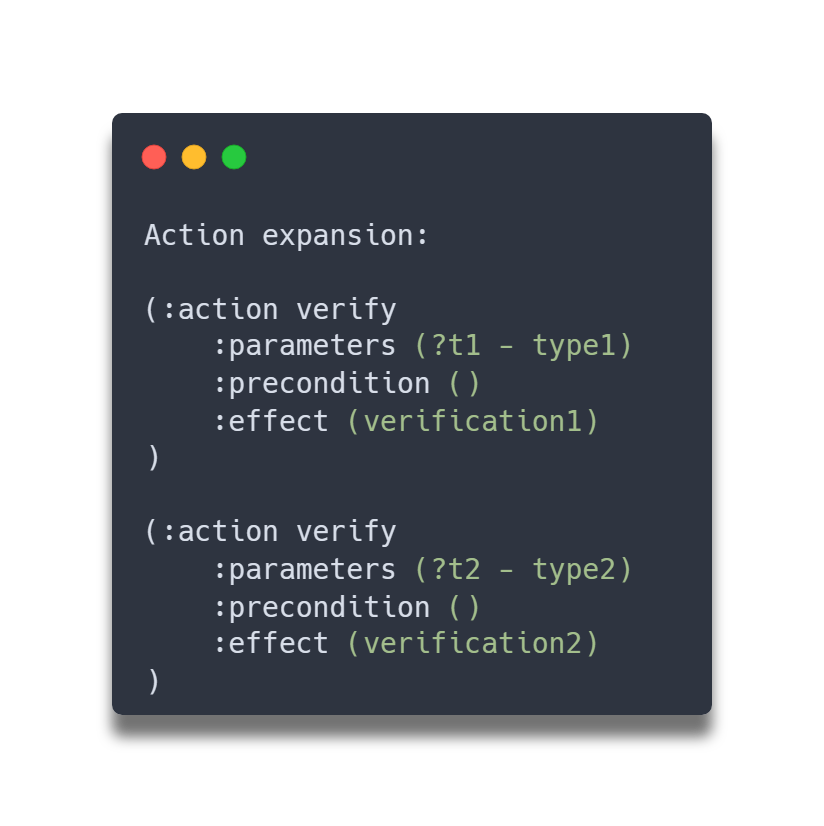 Action expansion:
(:action verify
:parameters (?t1 - type1)
:precondition ()
:effect (verification1)
)
(:action verify
:parameters (?t2 - type2)
:precondition ()
:effect (verification2)
)